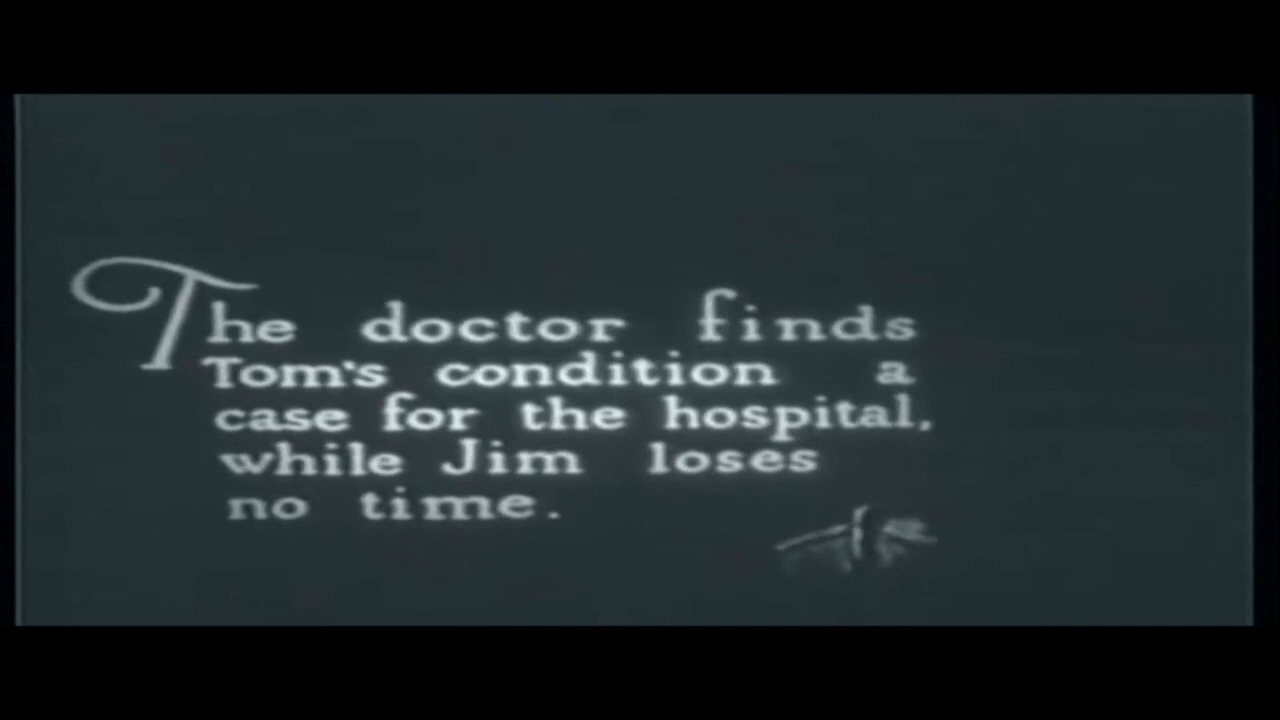 The doctor finds
Tom's condition a
case for the hospital,
while Jim loses
no time.